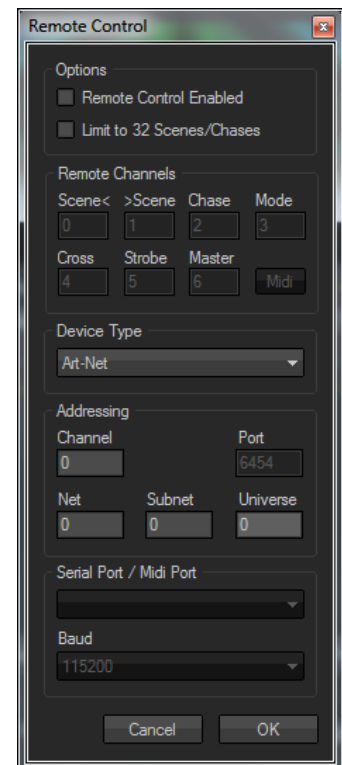 Remote Control
Options
Remote Control Enabled
Limit to 32 Scenes/Chases
Remote Channels
Scene< >Scene Chase Mode
0 1 2 3
Cross Strobe Master
4 5 6 Midi
Device Type
Art-Net
Addressing
Channel Port
0 6454
Net Subnet Universe
0 0 0
Serial Port / Midi Port
Baud
115200
Cancel OK